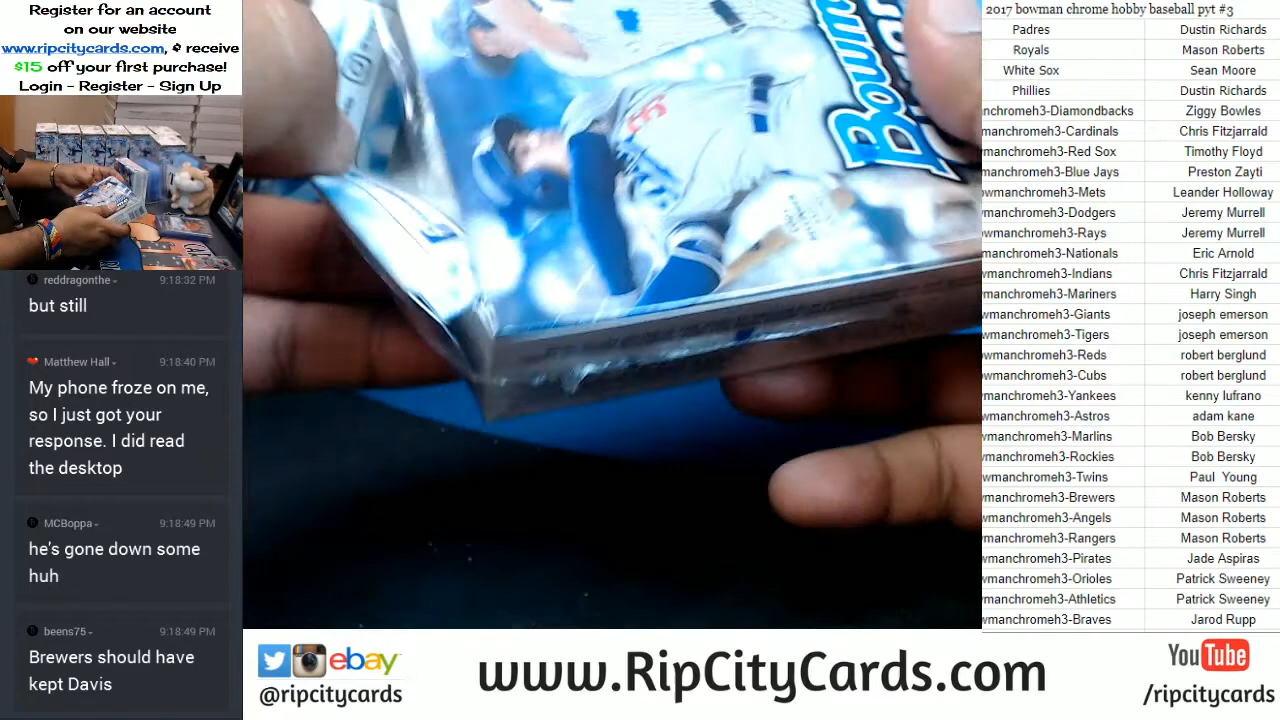 Register for an account
on our website
www.ripcitycards.com, & receive
$15 off your first purchase!
Login - Register - Sign Up
reddragonthe
9:18:32 PM
but still
Matthew Hall
9:18:40 PM
My phone froze on me,
so I just got your
response. I did read
the desktop
MCBoppa
9:18:49 PM
he's gone down some
huh
beens75
9:18:49 PM
Brewers should have
kept Davis
Bowm
2017 bowman chrome hobby baseball pyt #3
Padres Dustin Richards
Royals Mason Roberts
White Sox Sean Moore
Phillies Dustin Richards
nchromeh3-Diamondbacks Ziggy Bowles
manchromeh3-Cardinals Chris Fitzjarrald
wmanchromeh3-Red Sox Timothy Floyd
wmanchromeh3-Blue Jays Preston Zayti
owmanchromeh3-Mets Leander Holloway
wmanchromeh3-Dodgers Jeremy Murrell
owmanchromeh3-Rays Jeremy Murrell
manchromeh3-Nationals Eric Arnold
wmanchromeh3-Indians Chris Fitzjarrald
manchromeh3-Mariners Harry Singh
wmanchromeh3-Giants joseph emerson
wmanchromeh3-Tigers joseph emerson
owmanchromeh3-Reds robert berglund
owmanchromeh3-Cubs robert berglund
manchromeh3-Yankees kenny lufrano
wmanchromeh3-Astros adam kane
wmanchromeh3-Marlins Bob Bersky
manchromeh3-Rockies Bob Bersky
wmanchromeh3-Twins Paul Young
manchromeh3-Brewers Mason Roberts
wmanchromeh3-Angels Mason Roberts
manchromeh3-Rangers Mason Roberts
wmanchromeh3-Pirates Jade Aspiras
wmanchromeh3-Orioles Patrick Sweeney
manchromeh3-Athletics Patrick Sweeney
wmanchromeh3-Braves Jarod Rupp
ebay
@ripcitycards
www.RipCityCards.com
YouTube
/ripcitycards